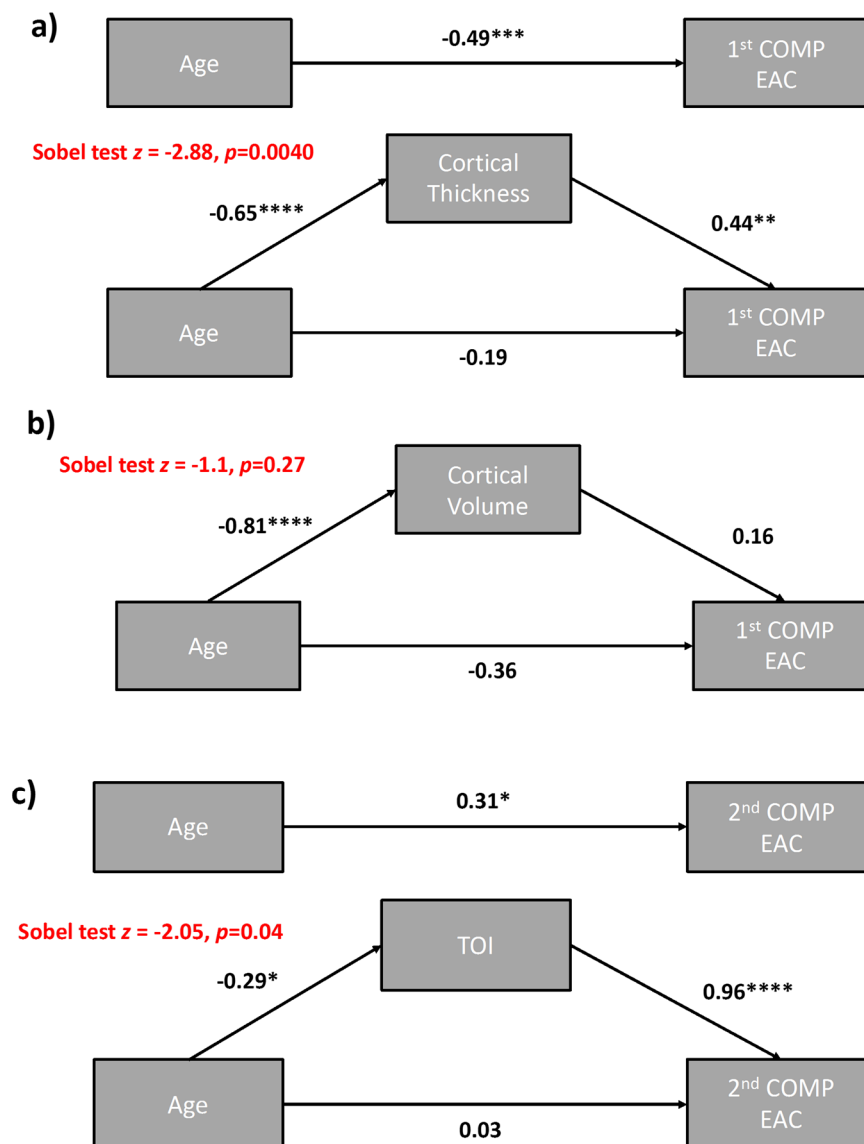 a)
-0.49***
Age
1st COMP
EAC
Sobel test z = -2.88, p=0.0040
Cortical
Thickness
-0.65****
0.44**
Age
1st COMP
EAC
-0.19
b)
Sobel test z = -1.1, p=0.27
Cortical
Volume
-0.81****
0.16
Age
1st COMP
EAC
-0.36
c)
0.31*
Age
2nd COMP
EAC
Sobel test z = -2.05, p=0.04
TOI
-0.29*
0.96****
Age
2nd COMP
EAC
0.03